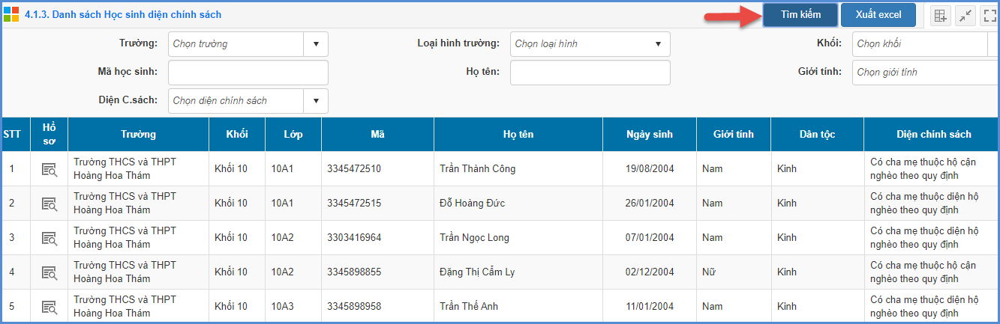 4.1.3. Danh sách Học sinh diện chính sách
Tìm kiếm
Xuất excel
Trường: Chọn trường
Loại hình trường: Chọn loại hình
Khối: Chọn khối
Mã học sinh:
Họ tên:
Giới tính: Chọn giới tính
Diện C.sách: Chọn diện chính sách
STT Hồ sơ Trường Khối Lớp Mã Họ tên Ngày sinh Giới tính Dân tộc Diện chính sách
1 Trường THCS và THPT Hoàng Hoa Thám Khối 10 10A1 3345472510 Trần Thành Công 19/08/2004 Nam Kinh Có cha mẹ thuộc hộ cận nghèo theo quy định
2 Trường THCS và THPT Hoàng Hoa Thám Khối 10 10A1 3345472515 Đỗ Hoàng Đức 26/01/2004 Nam Kinh Có cha mẹ thuộc diện hộ nghèo theo quy định
3 Trường THCS và THPT Hoàng Hoa Thám Khối 10 10A2 3303416964 Trần Ngọc Long 07/01/2004 Nam Kinh Có cha mẹ thuộc diện hộ nghèo theo quy định
4 Trường THCS và THPT Hoàng Hoa Thám Khối 10 10A2 3345898855 Đặng Thị Cẩm Ly 02/12/2004 Nữ Kinh Có cha mẹ thuộc hộ cận nghèo theo quy định
5 Trường THCS và THPT Hoàng Hoa Thám Khối 10 10A3 3345898958 Trần Thế Anh 11/01/2004 Nam Kinh Có cha mẹ thuộc diện hộ nghèo theo quy định